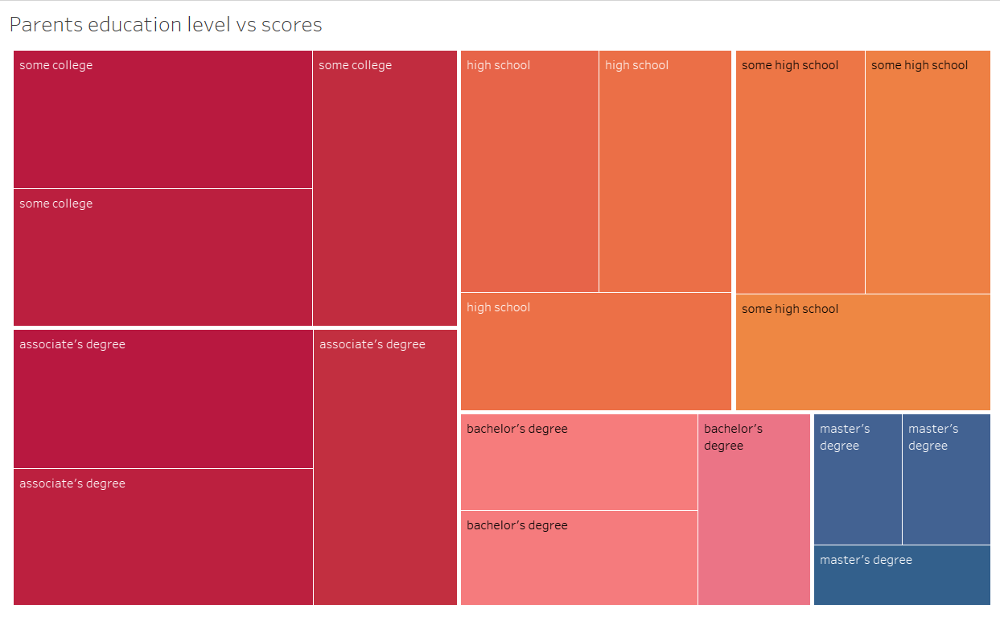 Parents education level vs scores
some college
some college
some college
associate’s degree
associate’s degree
associate’s degree
high school
high school
high school
some high school
some high school
some high school
bachelor’s degree
bachelor’s
degree
bachelor’s degree
master’s
degree
master’s
degree
master’s degree